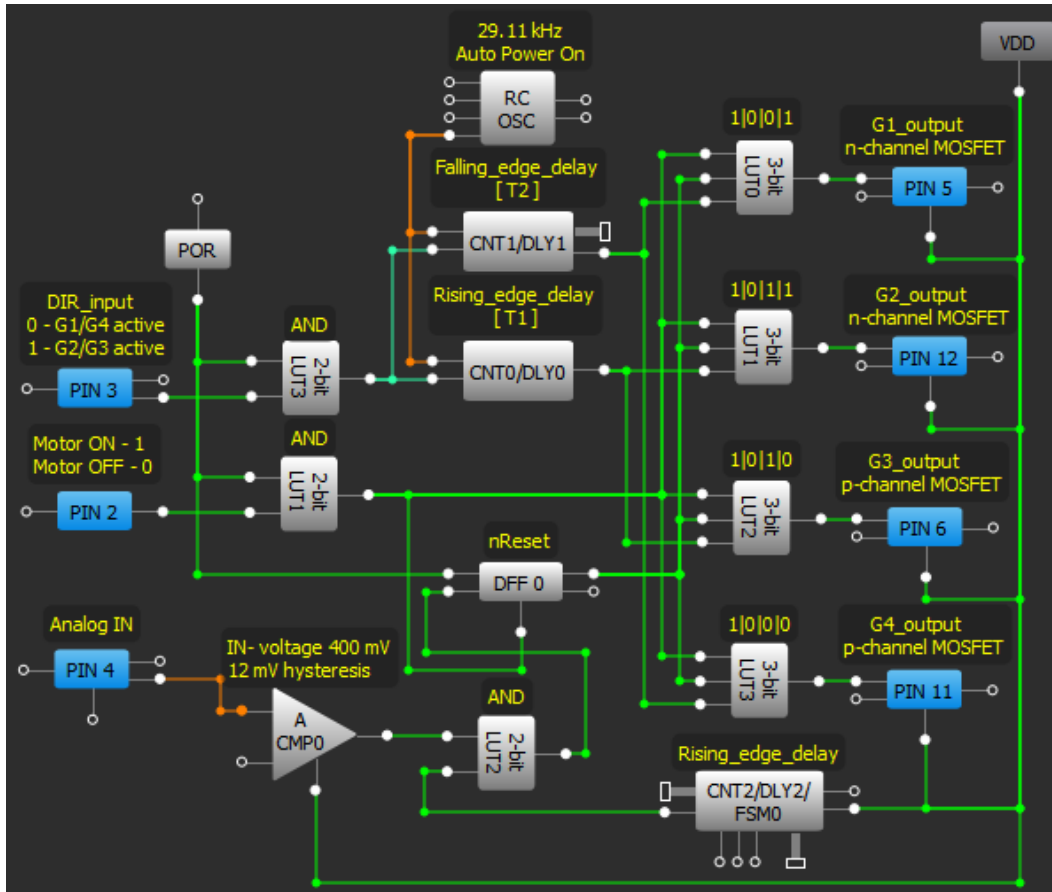 29.11 kHz
Auto Power On
RC
OSC
VDD
1|0|0|1
3-bit
LUT0
G1_output
n-channel MOSFET
PIN 5
Falling_edge_delay
[T2]
CNT1/DLY1
POR
Rising_edge_delay
[T1]
CNT0/DLY0
DIR_input
0 - G1/G4 active
1 - G2/G3 active
PIN 3
AND
2-bit
LUT3
1|0|1|1
3-bit
LUT1
G2_output
n-channel MOSFET
PIN 12
Motor ON - 1
Motor OFF - 0
PIN 2
AND
2-bit
LUT1
1|0|1|0
3-bit
LUT2
G3_output
p-channel MOSFET
PIN 6
nReset
DFF 0
Analog IN
PIN 4
IN- voltage 400 mV
12 mV hysteresis
A
CMP0
AND
2-bit
LUT2
1|0|0|0
3-bit
LUT3
G4_output
p-channel MOSFET
PIN 11
Rising_edge_delay
CNT2/DLY2/
FSM0